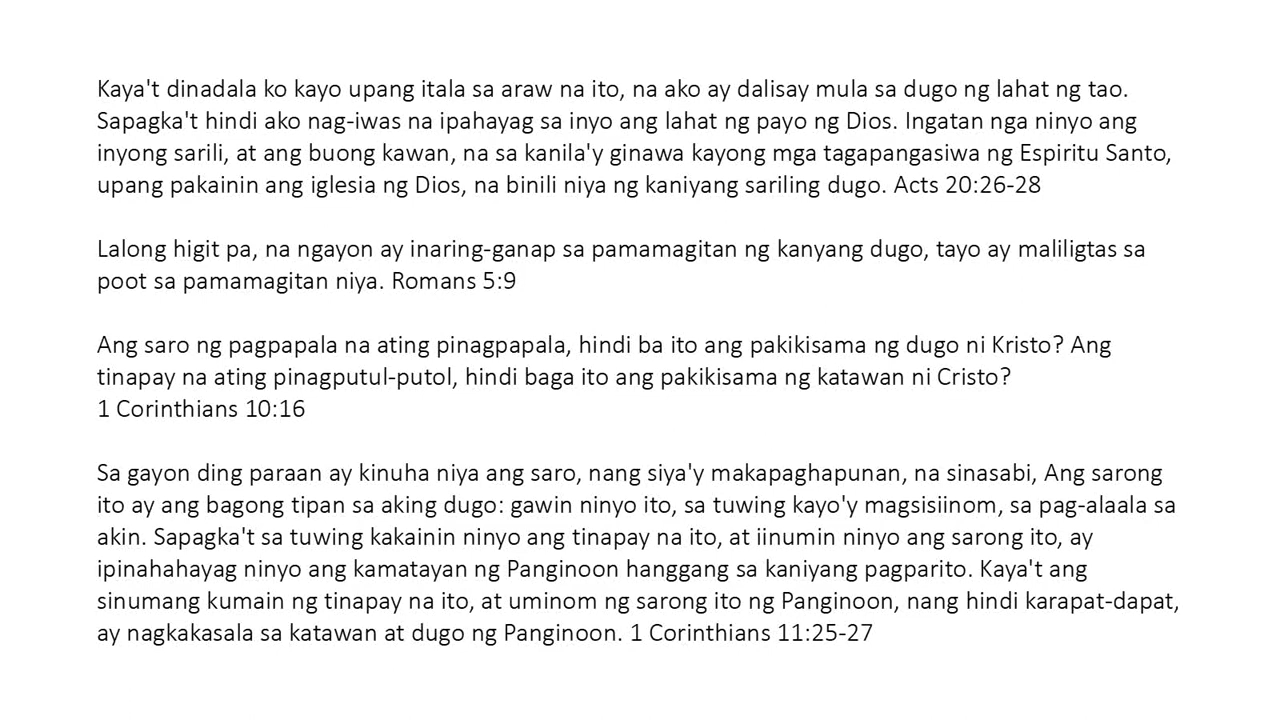 Kaya't dinadala ko kayo upang itala sa araw na ito, na ako ay dalisay mula sa dugo ng lahat ng tao.
Sapagka't hindi ako nag-iwas na ipahayag sa inyo ang lahat ng payo ng Dios. Ingatan nga ninyo ang
inyong sarili, at ang buong kawan, na sa kanila'y ginawa kayong mga tagapangasiwa ng Espiritu Santo,
upang pakainin ang iglesia ng Dios, na binili niya ng kaniyang sariling dugo. Acts 20:26-28
Lalong higit pa, na ngayon ay inaring-ganap sa pamamagitan ng kanyang dugo, tayo ay maliligtas sa
poot sa pamamagitan niya. Romans 5:9
Ang saro ng pagpapala na ating pinagpapala, hindi ba ito ang pakikisama ng dugo ni Kristo? Ang
tinapay na ating pinagputul-putol, hindi baga ito ang pakikisama ng katawan ni Cristo?
1 Corinthians 10:16
Sa gayon ding paraan ay kinuha niya ang saro, nang siya'y makapaghapunan, na sinasabi, Ang sarong
ito ay ang bagong tipan sa aking dugo: gawin ninyo ito, sa tuwing kayo'y magsisiinom, sa pag-alaala sa
akin. Sapagka't sa tuwing kakainin ninyo ang tinapay na ito, at iinumin ninyo ang sarong ito, ay
ipinahahayag ninyo ang kamatayan ng Panginoon hanggang sa kaniyang pagparito. Kaya't ang
sinumang kumain ng tinapay na ito, at uminom ng sarong ito ng Panginoon, nang hindi karapat-dapat,
ay nagkakasala sa katawan at dugo ng Panginoon. 1 Corinthians 11:25-27